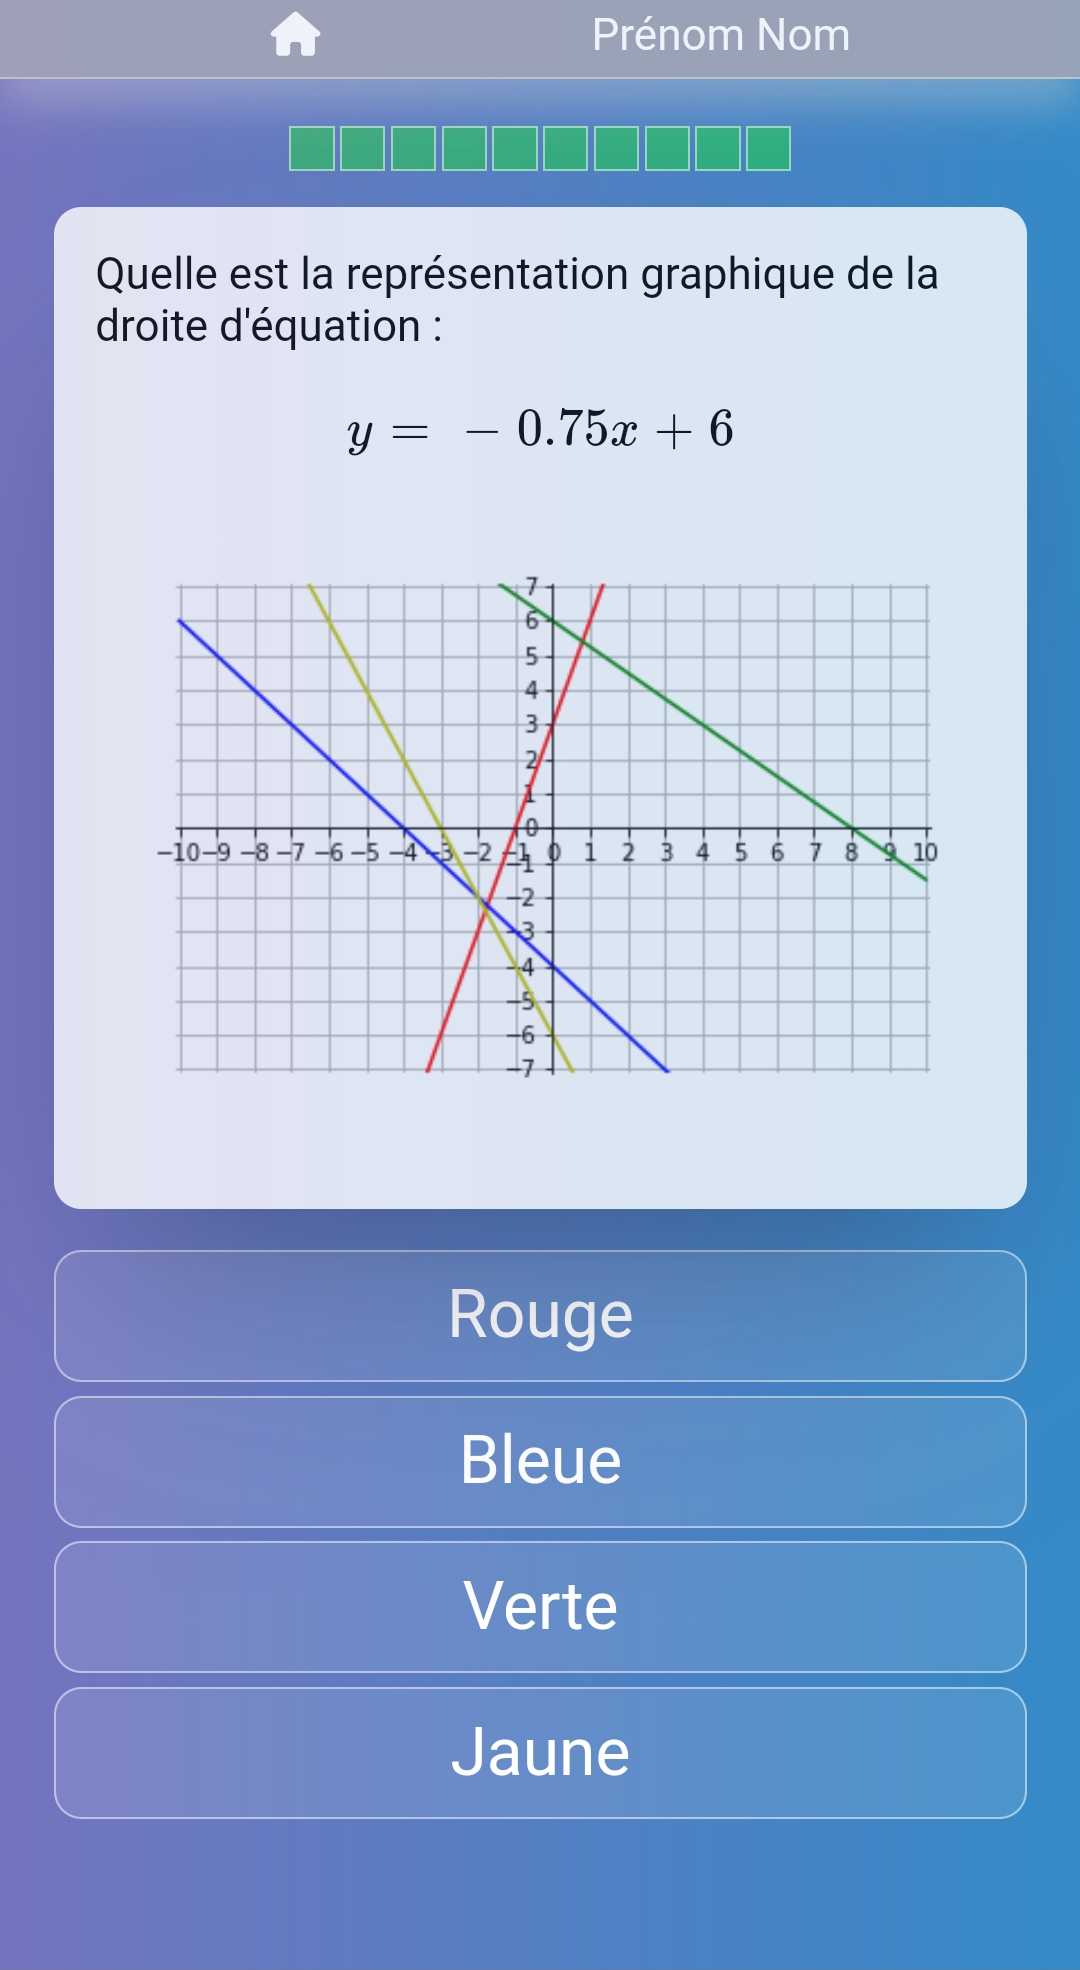 Prénom Nom
Quelle est la représentation graphique de la
droite d'équation :
y = − 0.75x + 6
7
6
5
4
3
2
1
0
−10 −9 −8 −7 −6 −5 −4 −3 −2 −1 0 1 2 3 4 5 6 7 8 9 10
−1
−2
−3
−4
−5
−6
−7
Rouge
Bleue
Verte
Jaune